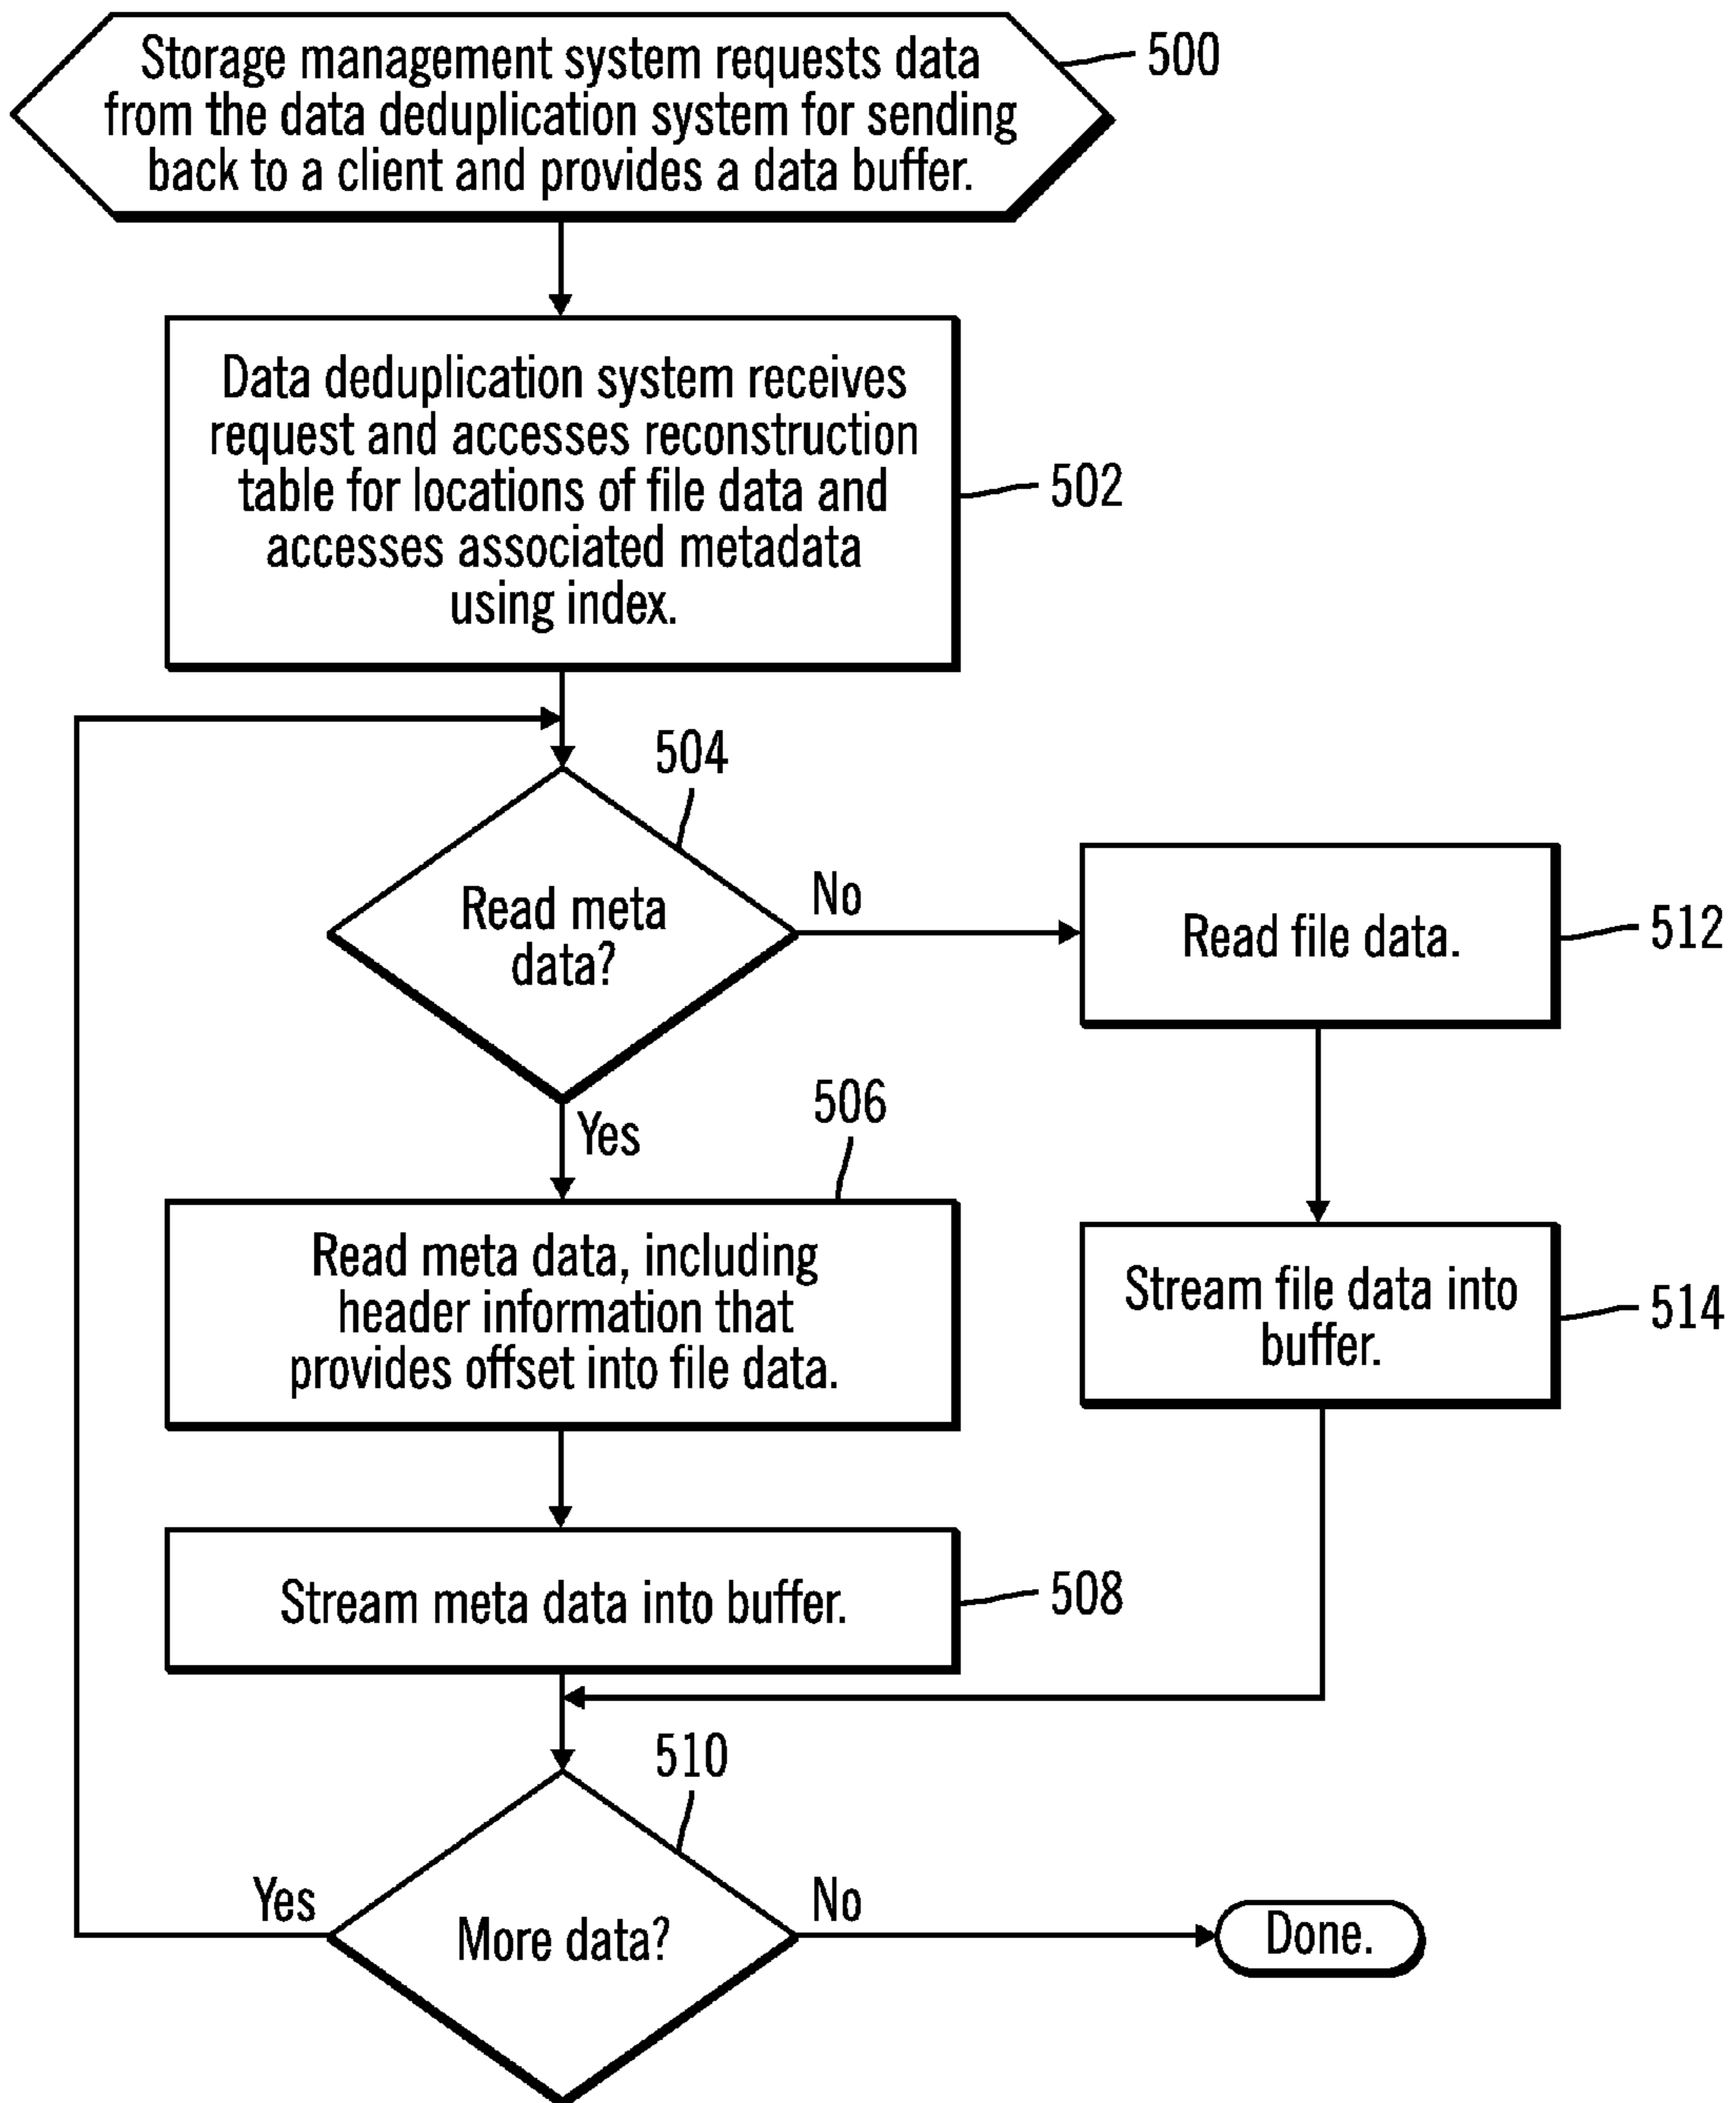 Storage management system requests data
from the data deduplication system for sending
back to a client and provides a data buffer.
500
Data deduplication system receives
request and accesses reconstruction
table for locations of file data and
accesses associated metadata
using index.
502
504
Read meta
data?
No
Read file data.
512
Yes
506
Read meta data, including
header information that
provides offset into file data.
Stream file data into
buffer.
514
Stream meta data into buffer.
508
510
Yes
More data?
No
Done.